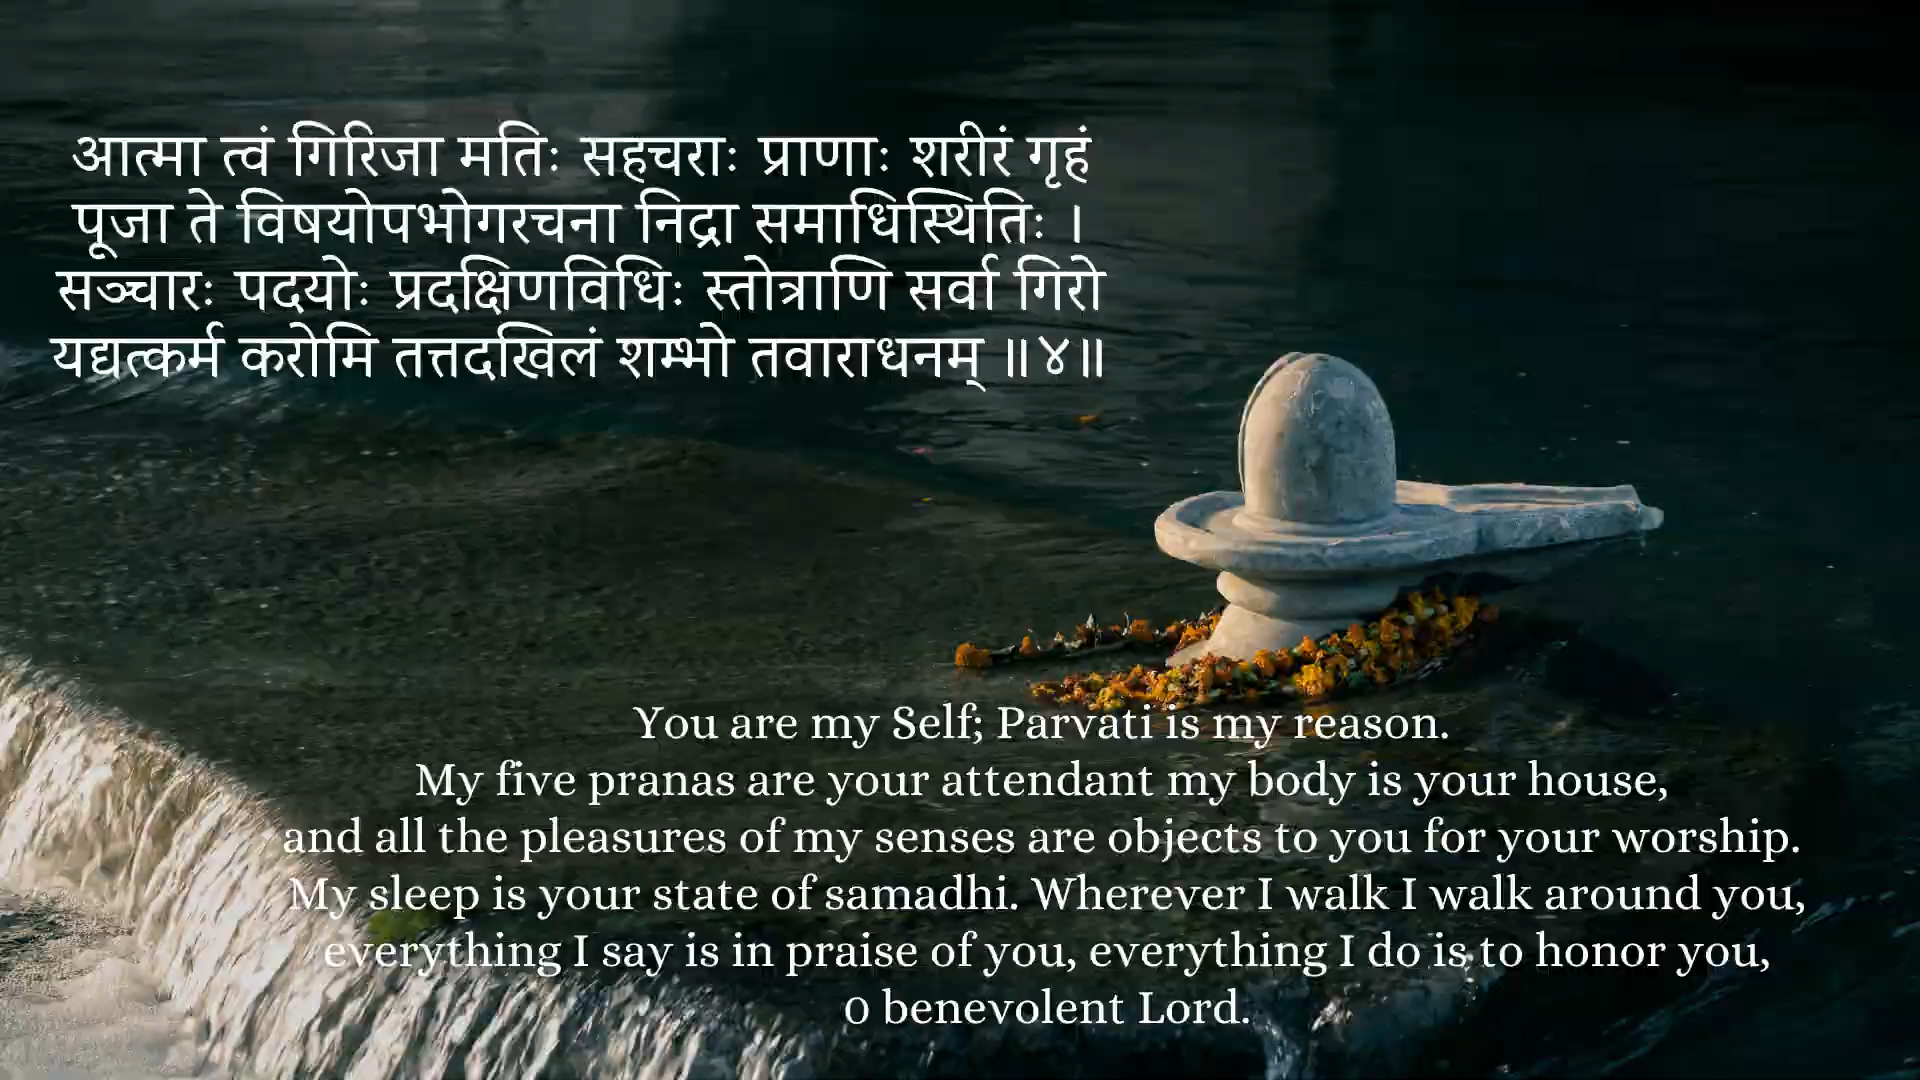 आत्मा त्वं गिरिजा मतिः सहचराः प्राणाः शरीरं गृहं
पूजा ते विषयोपभोगरचना निद्रा समाधिस्थितिः ।
सञ्चारः पदयोः प्रदक्षिणविधिः स्तोत्राणि सर्वा गिरो
यद्यत्कर्म करोमि तत्तदखिलं शम्भो तवाराधनम् ॥४॥
You are my Self; Parvati is my reason.
My five pranas are your attendant my body is your house,
and all the pleasures of my senses are objects to you for your worship.
My sleep is your state of samadhi. Wherever I walk I walk around you,
everything I say is in praise of you, everything I do is to honor you,
0 benevolent Lord.